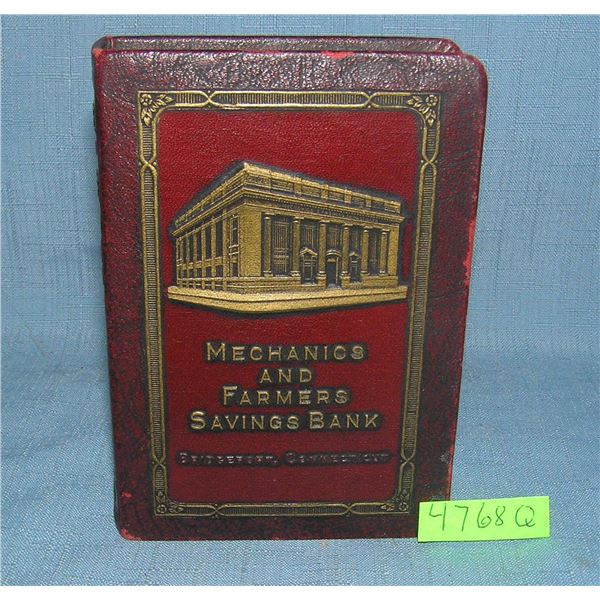 MECHANICS
AND
FARMERS
SAVINGS BANK
BRIDGEPORT, CONNECTICUT
4768Q